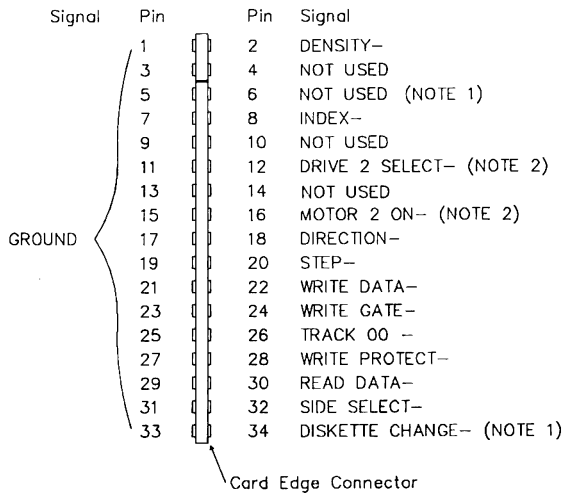 Signal Pin Pin Signal
1 2 DENSITY–
3 4 NOT USED
5 6 NOT USED (NOTE 1)
7 8 INDEX–
9 10 NOT USED
11 12 DRIVE 2 SELECT– (NOTE 2)
13 14 NOT USED
15 16 MOTOR 2 ON– (NOTE 2)
GROUND 17 18 DIRECTION–
19 20 STEP–
21 22 WRITE DATA–
23 24 WRITE GATE–
25 26 TRACK 00 –
27 28 WRITE PROTECT–
29 30 READ DATA–
31 32 SIDE SELECT–
33 34 DISKETTE CHANGE– (NOTE 1)
Card Edge Connector